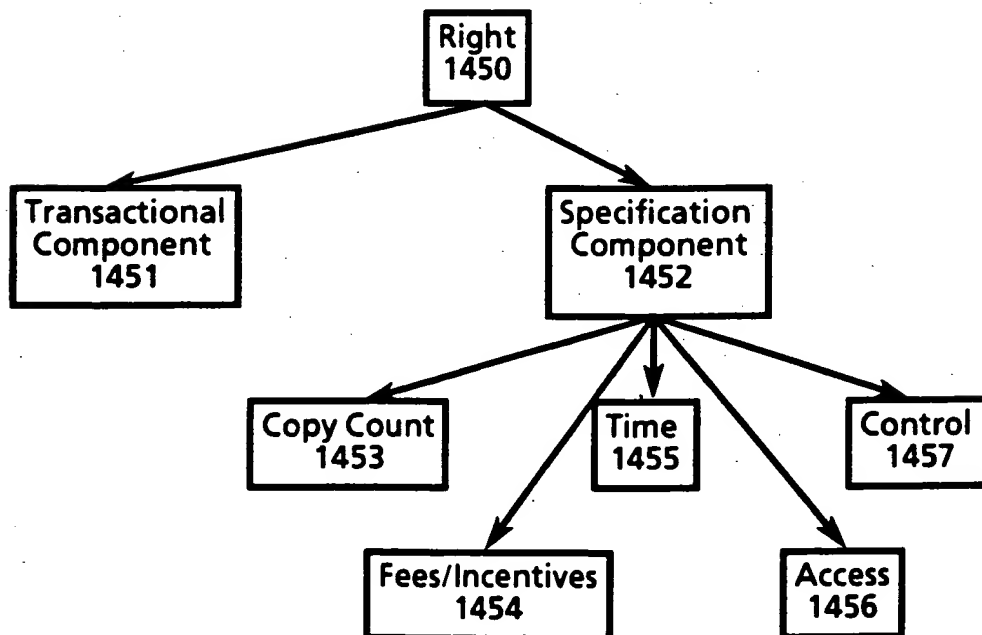 Right
1450
Transactional
Component
1451
Specification
Component
1452
Copy Count
1453
Time
1455
Control
1457
Fees/Incentives
1454
Access
1456